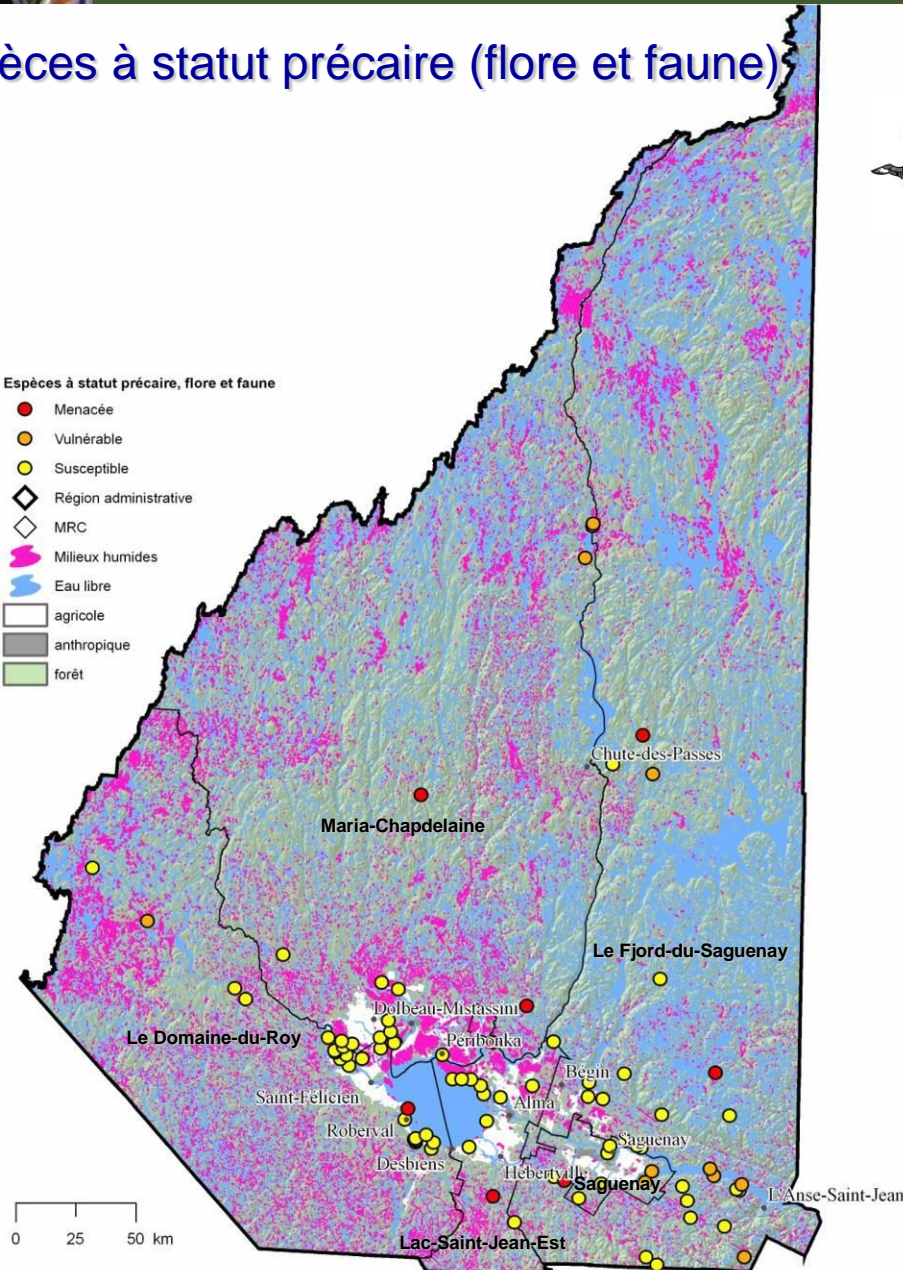 èces à statut précaire (flore et faune)
Espèces à statut précaire, flore et faune
Menacée
Vulnérable
Susceptible
Région administrative
MRC
Milieux humides
Eau libre
agricole
anthropique
forêt
Chute-des-Passes
Maria-Chapdelaine
Le Fjord-du-Saguenay
Dolbeau-Mistassini
Le Domaine-du-Roy
Péribonka
Bégin
Saint-Félicien
Alma
Roberval
Saguenay
Desbiens
Hébertville
Saguenay
L'Anse-Saint-Jean
Lac-Saint-Jean-Est
0 25 50 km